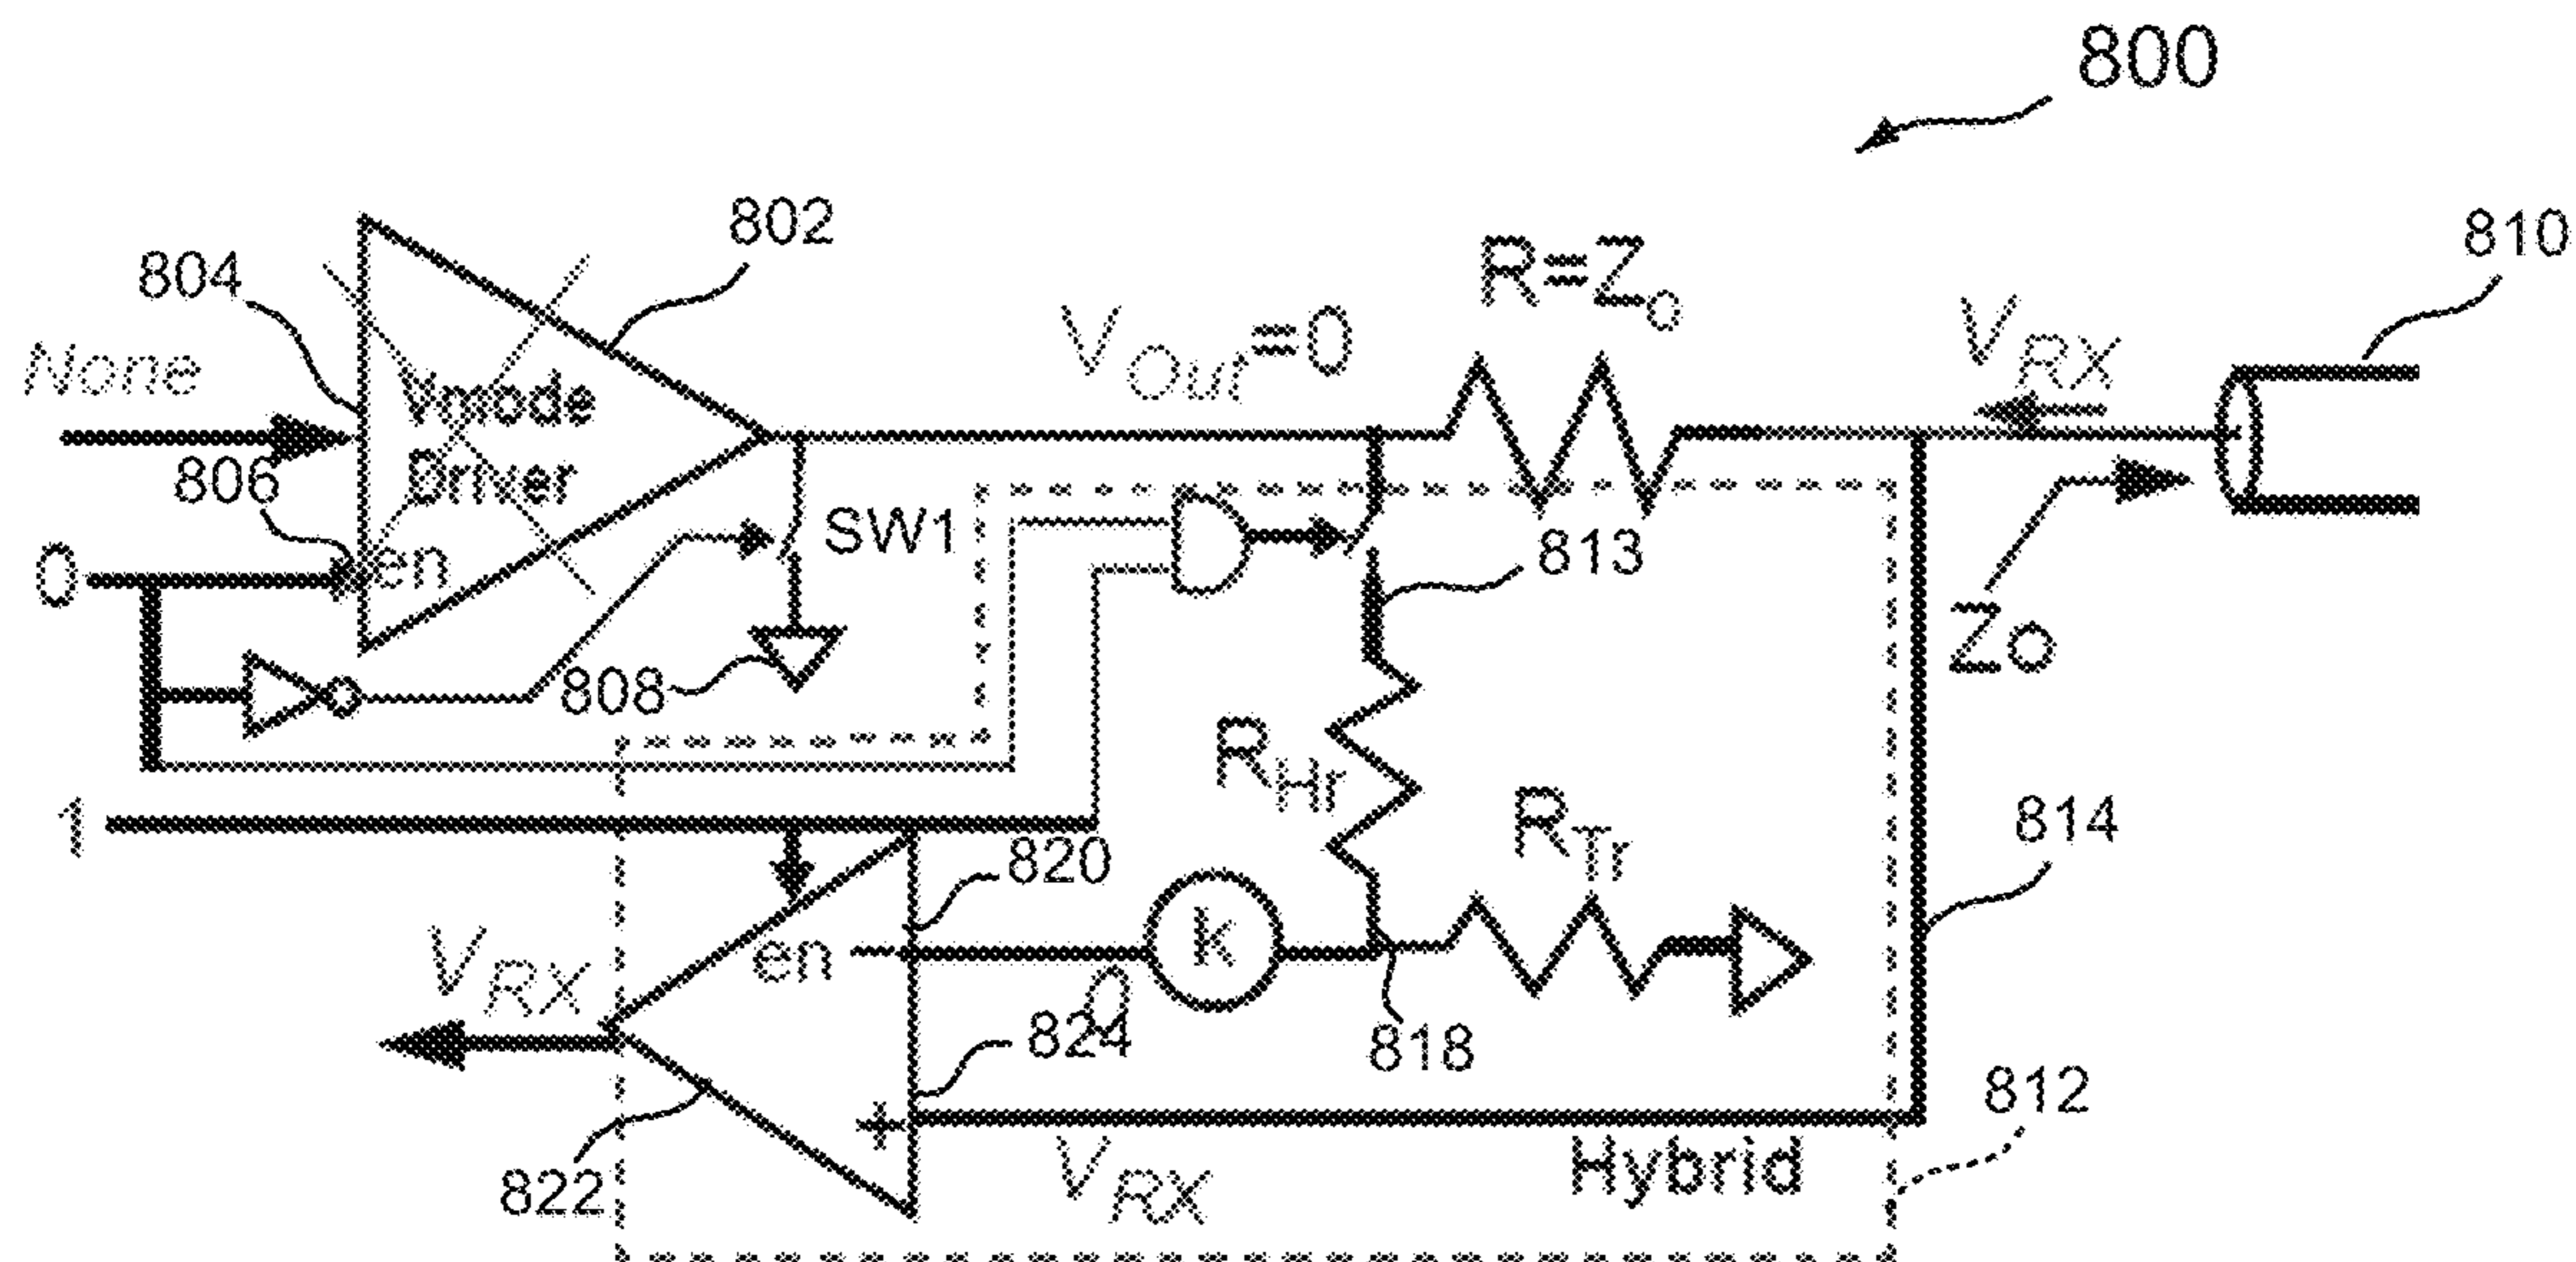 800
802
810
804
R=Z0
VOut=0
VRX
None
Vmode
Driver
806
SW1
813
0
en
Zo
808
RHr
RTr
814
1
820
k
VRX
en
-
0
824
818
812
+
822
VRX
Hybrid